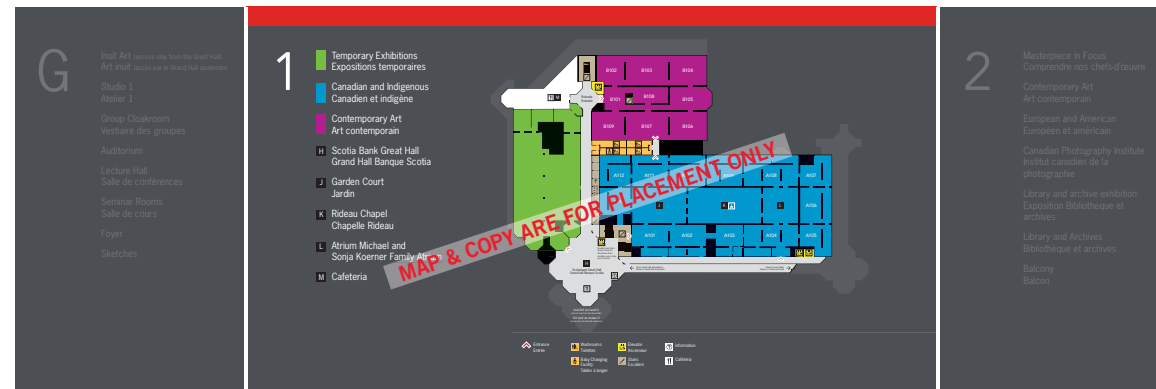 G
Inuit Art (access only from the Great Hall)
Art inuit (accès par le Grand Hall seulement)
Studio 1
Atelier 1
Group Cloakroom
Vestiaire des groupes
Auditorium
Lecture Hall
Salle de conférences
Seminar Rooms
Salle de cours
Foyer
Sketches
1
Temporary Exhibitions
Expositions temporaires
Canadian and Indigenous
Canadien et indigène
Contemporary Art
Art contemporain
H Scotia Bank Great Hall
Grand Hall Banque Scotia
J Garden Court
Jardin
K Rideau Chapel
Chapelle Rideau
L Atrium Michael and
Sonja Koerner Family Atrium
M Cafeteria
B102 B103 B104
M
B101 B108 B105
B109 B107 B106
A112 A111 A109 A108 A107
J K L A106
A101 A102 A103 A104 A105
H
MAP & COPY ARE FOR PLACEMENT ONLY
Entrance
Entrée
Washrooms
Toilettes
Elevator
Ascenseur
Information
Baby Changing
Facility
Tables à langer
Stairs
Escaliers
Cafétéria
2
Masterpiece in Focus
Comprendre nos chefs-d'œuvre
Contemporary Art
Art contemporain
European and American
Européen et américain
Canadian Photography Institute
Institut canadien de la
photographie
Library and archive exhibition
Exposition Bibliotheque et
archives
Library and Archives
Bibliothèque et archives
Balcony
Balcon